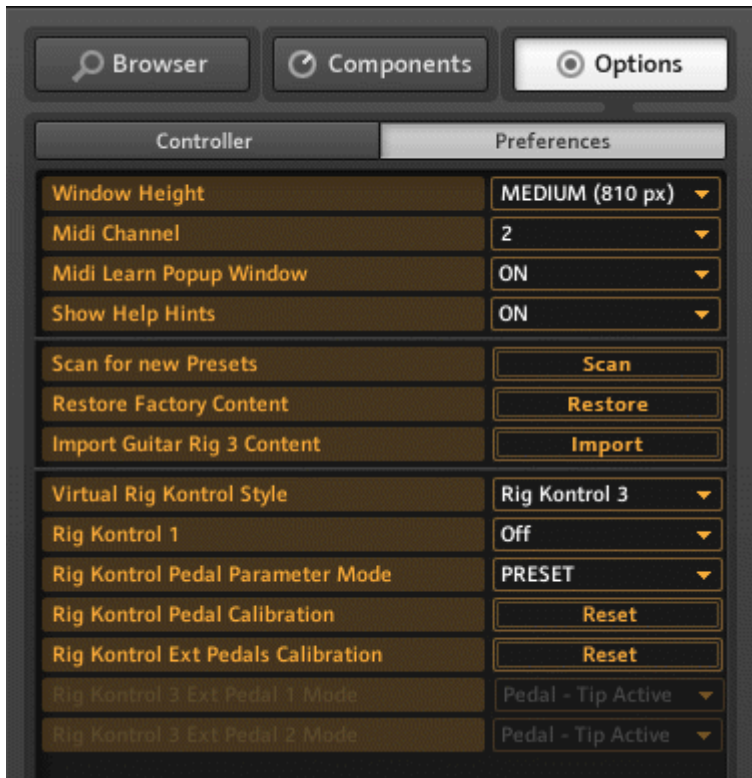 Browser Components Options
Controller Preferences
Window Height MEDIUM (810 px)
Midi Channel 2
Midi Learn Popup Window ON
Show Help Hints ON
Scan for new Presets Scan
Restore Factory Content Restore
Import Guitar Rig 3 Content Import
Virtual Rig Kontrol Style Rig Kontrol 3
Rig Kontrol 1 Off
Rig Kontrol Pedal Parameter Mode PRESET
Rig Kontrol Pedal Calibration Reset
Rig Kontrol Ext Pedals Calibration Reset
Rig Kontrol 3 Ext Pedal 1 Mode Pedal - Tip Active
Rig Kontrol 3 Ext Pedal 2 Mode Pedal - Tip Active